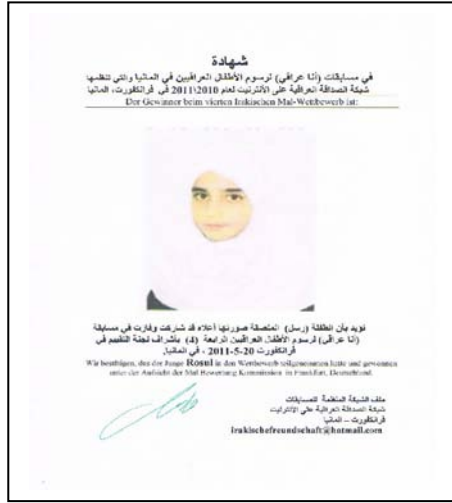 شهادة
في مسابقات (أنا عراقي) لرسوم الأطفال العراقيين في المانيا والتي تنظمها
شبكة الصداقة العراقية على الأنترنيت لعام 2010\2011 في فرانكفورت، المانيا
Der Gewinner beim vierten Irakischen Mal-Wettbewerb ist:
نؤيد بأن الطفلة (رسل) الملصقة صورتها أعلاه قد شاركت وفازت في مسابقة
(أنا عراقي) لرسوم الأطفال العراقيين الرابعة (4) بأشراف لجنة التقييم في
فرانكفورت 20-5-2011 ، في المانيا.
Wir bestätigen, das der Junge Rosul in den Wettbewerb teilgenommen hatte und gewonnen
unter der Aufsicht der Mal Bewertung Kommission in Frankfurt, Deutschland.
ملف الشبكة المنظمة للمسابقات
شبكة الصداقة العراقية على الأنترنيت
فرانكفورت – المانيا
irakischefreundschaft@hotmail.com